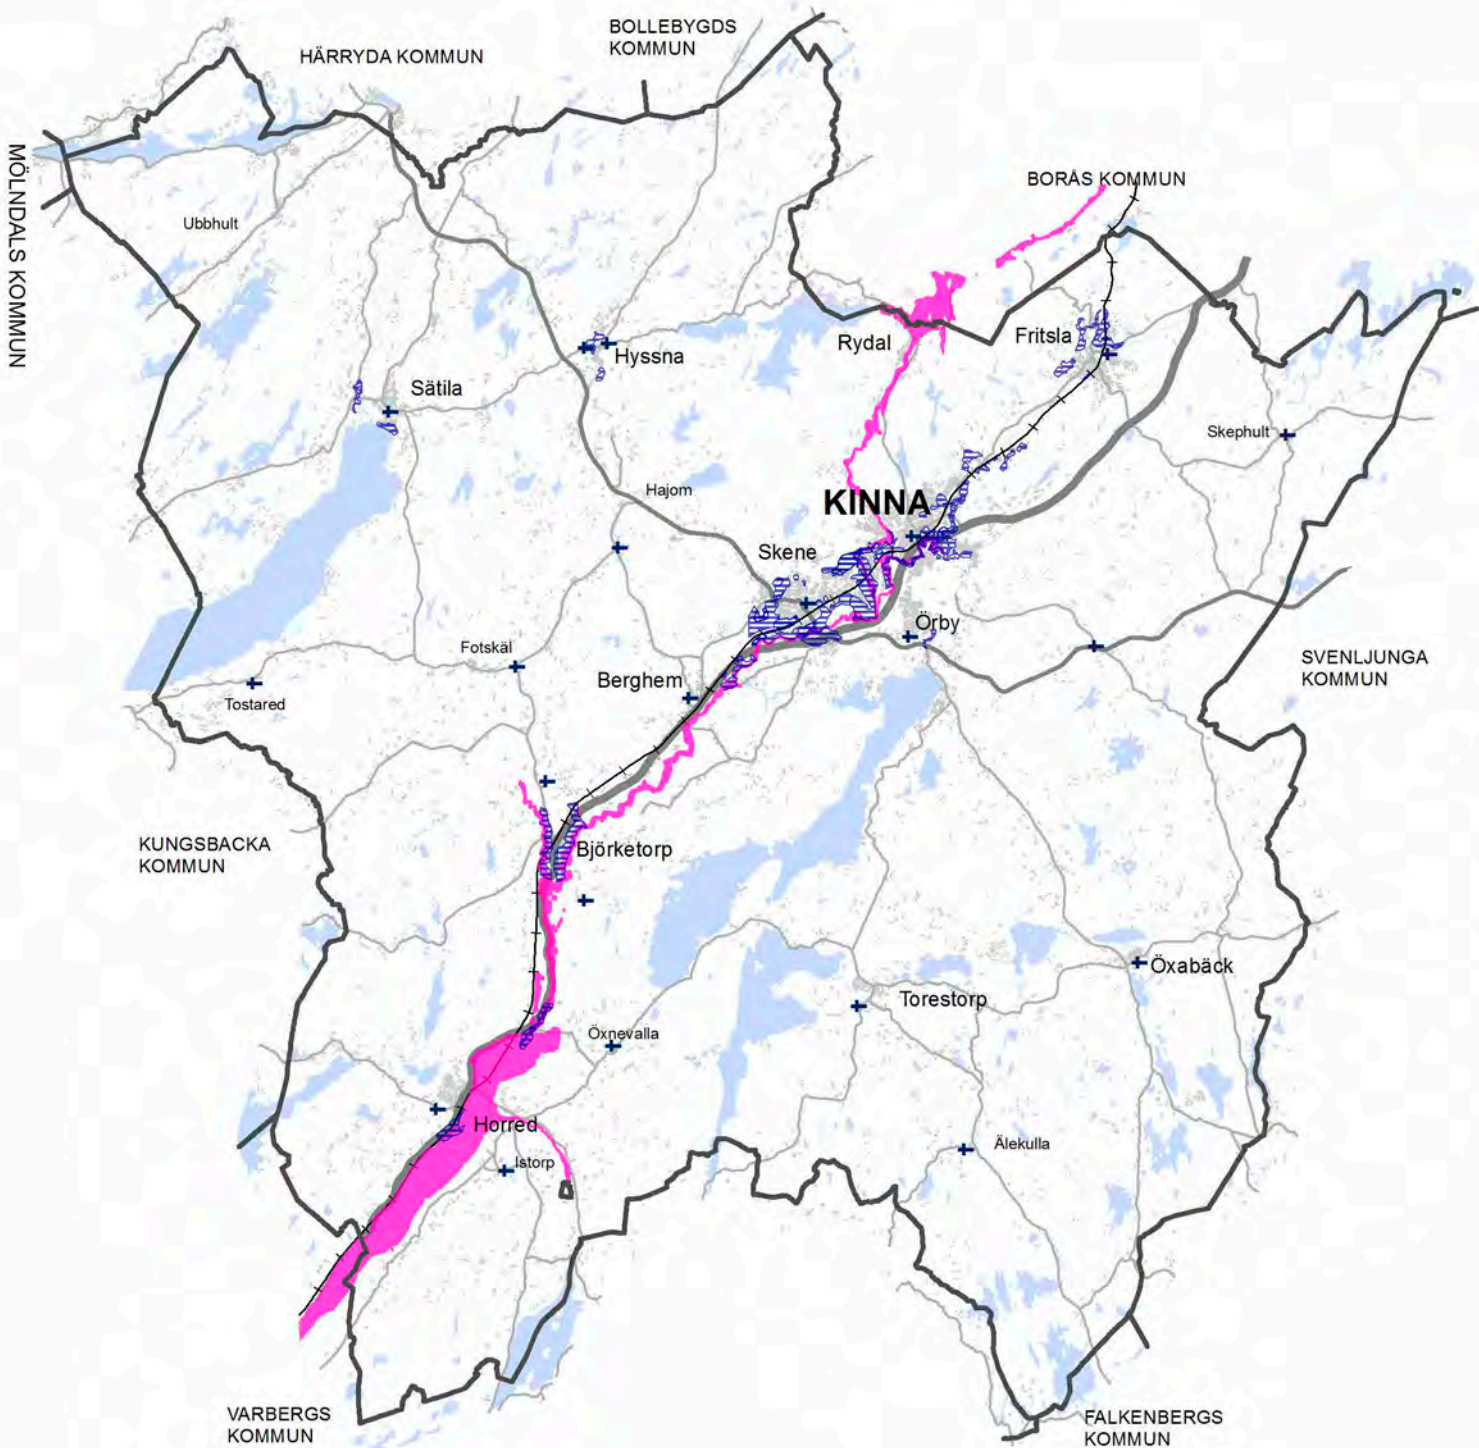 BOLLEBYGDS
KOMMUN
HÄRRYDA KOMMUN
MÖLNDALS KOMMUN
BORÅS KOMMUN
Ubbhult
Rydal
Fritsla
Hyssna
Sätila
Skephult
Hajom
KINNA
Skene
Örby
Fotskäl
SVENLJUNGA
KOMMUN
Berghem
Tostared
KUNGSBACKA
KOMMUN
Björketorp
Öxabäck
Torestorp
Öxnevalla
Horred
Älekulla
Istorp
VARBERGS
KOMMUN
FALKENBERGS
KOMMUN